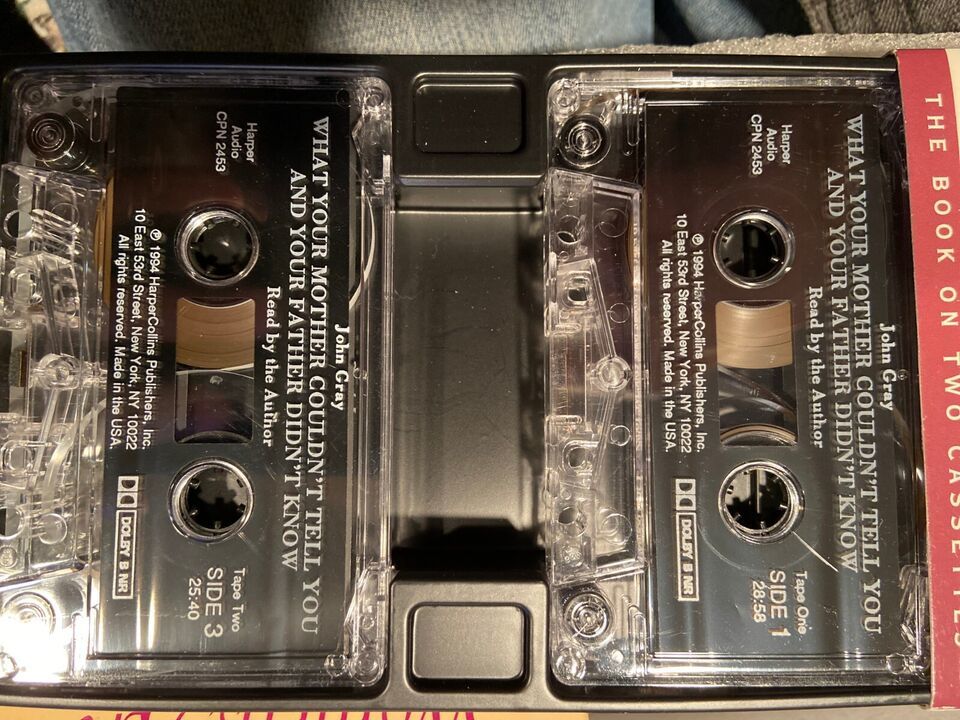 THE BOOK ON TWO CASSETTES
John Gray
WHAT YOUR MOTHER COULDN'T TELL YOU
AND YOUR FATHER DIDN'T KNOW
Read by the Author
Harper
Audio
CPN 2453
Tape One
SIDE 1
28:58
℗ 1994 HarperCollins Publishers, Inc.
10 East 53rd Street, New York, NY 10022
All rights reserved. Made in the USA.
DOLBY B NR
John Gray
WHAT YOUR MOTHER COULDN'T TELL YOU
AND YOUR FATHER DIDN'T KNOW
Read by the Author
Harper
Audio
CPN 2453
Tape Two
SIDE 3
25:40
℗ 1994 HarperCollins Publishers, Inc.
10 East 53rd Street, New York, NY 10022
All rights reserved. Made in the USA.
DOLBY B NR